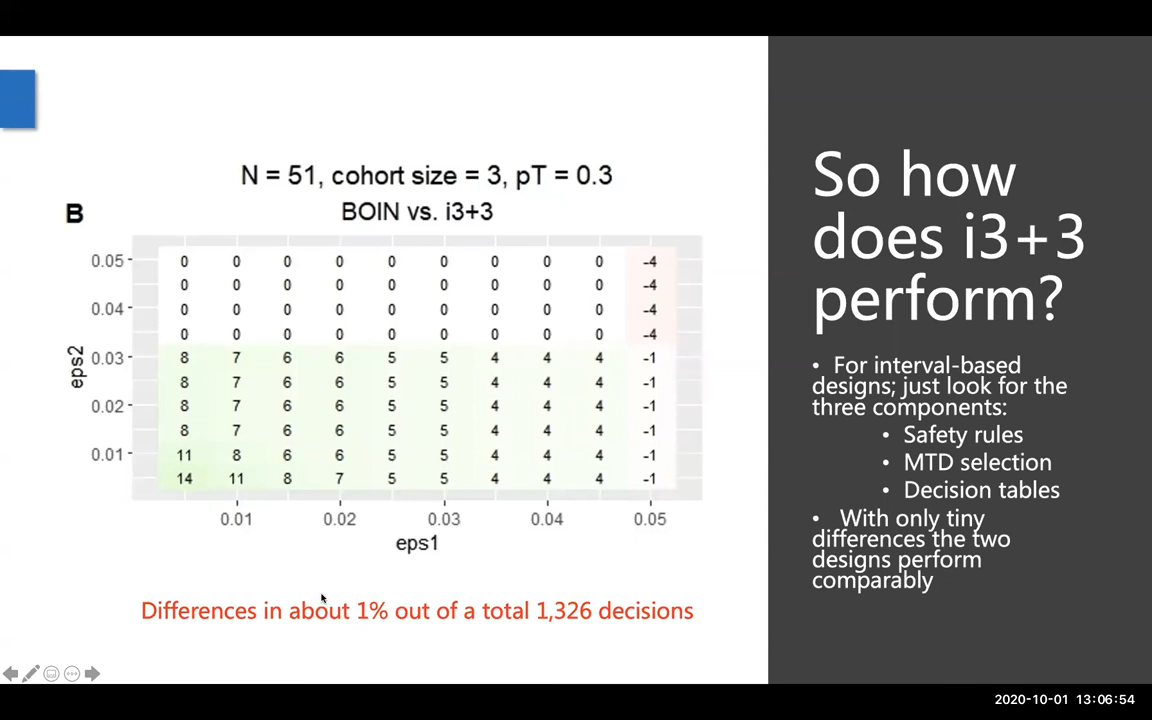 N = 51, cohort size = 3, pT = 0.3
B
BOIN vs. i3+3
0.05 0 0 0 0 0 0 0 0 0 -4
0 0 0 0 0 0 0 0 0 -4
0.04 0 0 0 0 0 0 0 0 0 -4
0 0 0 0 0 0 0 0 0 -4
0.03 8 7 6 6 5 5 4 4 4 -1
8 7 6 6 5 5 4 4 4 -1
0.02 8 7 6 6 5 5 4 4 4 -1
8 7 6 6 5 5 4 4 4 -1
0.01 11 8 6 6 5 5 4 4 4 -1
14 11 8 7 5 5 4 4 4 -1
eps2
0.01 0.02 0.03 0.04 0.05
eps1
Differences in about 1% out of a total 1,326 decisions
So how
does i3+3
perform?
• For interval-based
designs; just look for the
three components:
• Safety rules
• MTD selection
• Decision tables
• With only tiny
differences the two
designs perform
comparably
2020-10-01 13:06:54